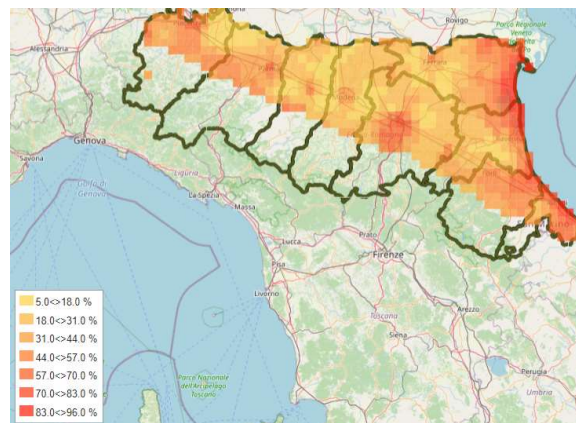 Alessandria
Rovigo
Parco Regionale
Veneto
Genova
Savona
Golfo di
Genova
Liguria
La Spezia
Massa
Lucca
Prato
Pisa
Firenze
Livorno
Toscana
Arezzo
Siena
Parco Nazionale
dell'Arcipelago
Toscano
Perugia
Umbria
5.0<>18.0 %
18.0<>31.0 %
31.0<>44.0 %
44.0<>57.0 %
57.0<>70.0 %
70.0<>83.0 %
83.0<>96.0 %